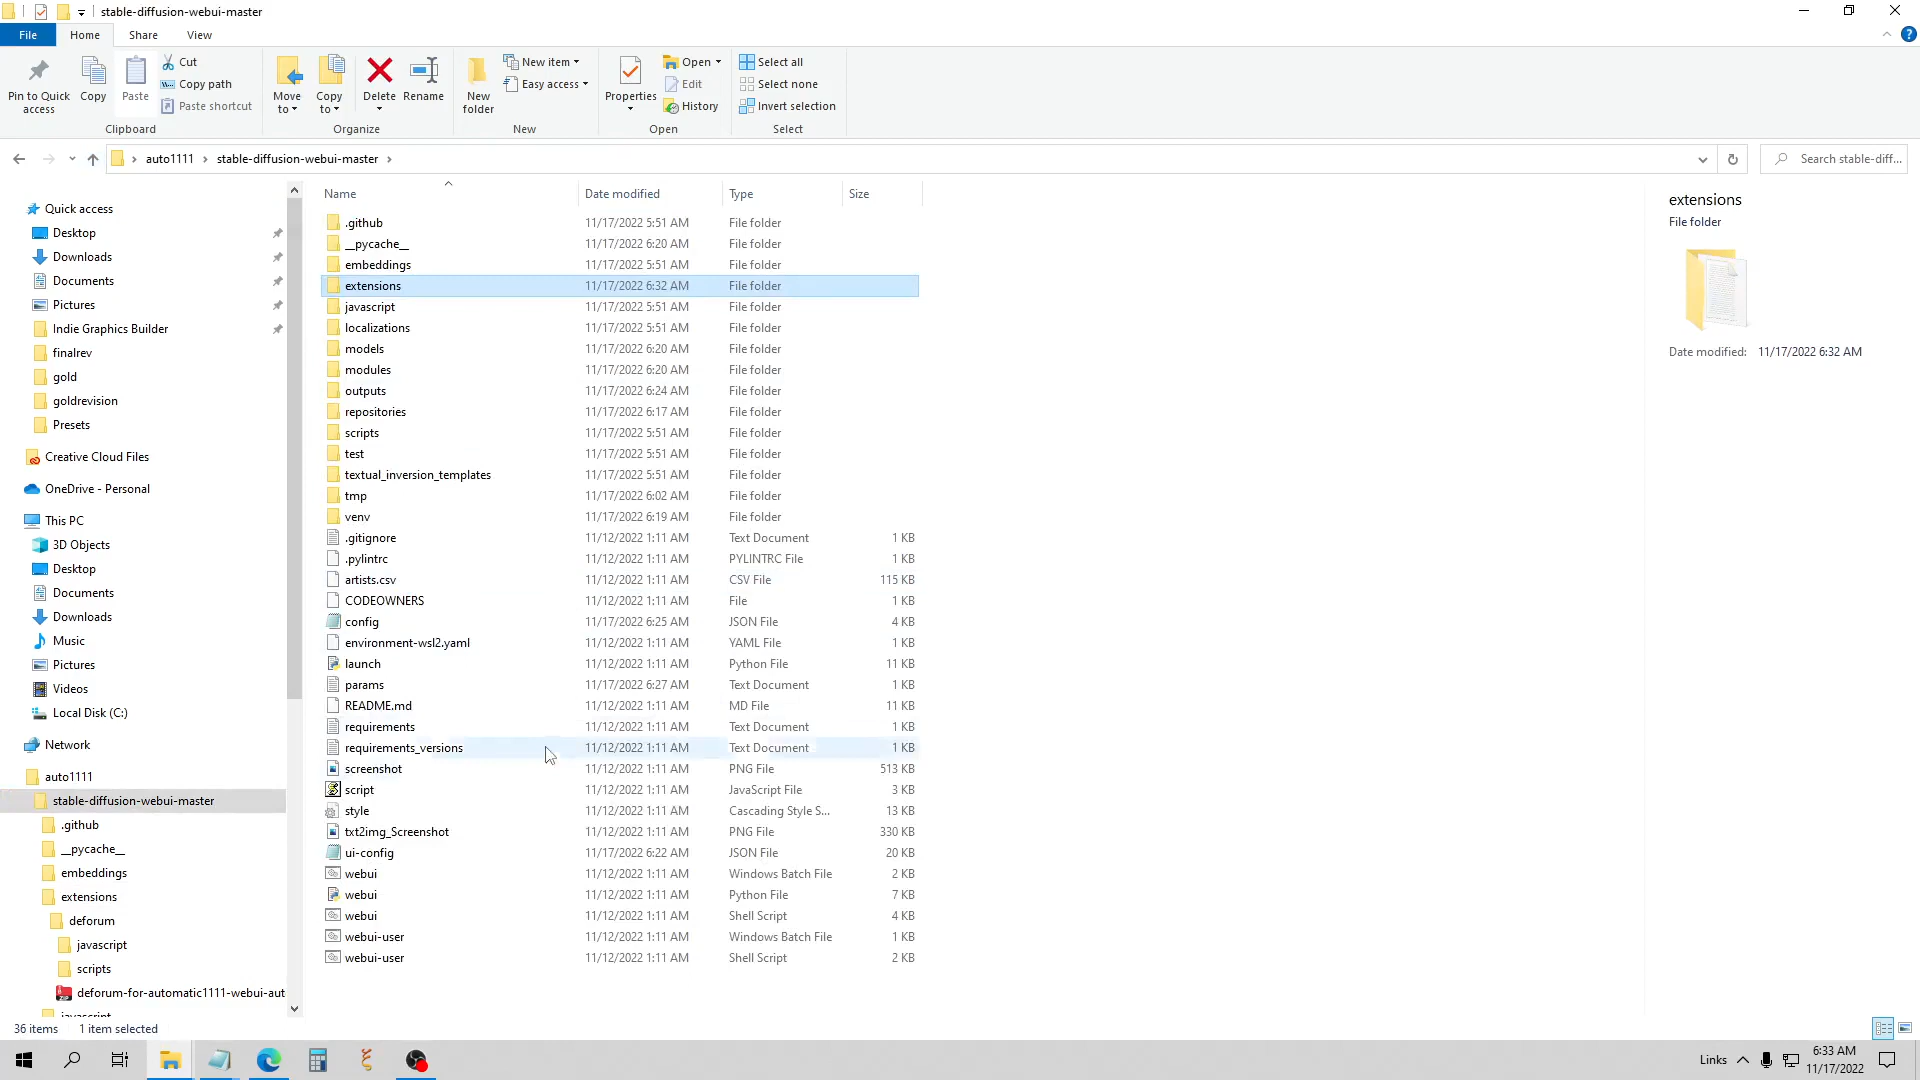 stable-diffusion-webui-master
File Home Share View
Pin to Quick access
Copy
Paste
Cut
Copy path
Paste shortcut
Clipboard
Move to
Copy to
Delete
Rename
Organize
New folder
New item
Easy access
New
Properties
Open
Edit
History
Open
Select all
Select none
Invert selection
Select
auto1111 stable-diffusion-webui-master
Search stable-diff...
Quick access
Desktop
Downloads
Documents
Pictures
Indie Graphics Builder
finalrev
gold
goldrevision
Presets
Creative Cloud Files
OneDrive - Personal
This PC
3D Objects
Desktop
Documents
Downloads
Music
Pictures
Videos
Local Disk (C:)
Network
auto1111
stable-diffusion-webui-master
.github
__pycache__
embeddings
extensions
deforum
javascript
scripts
deforum-for-automatic1111-webui-aut
javascript
Name Date modified Type Size
.github 11/17/2022 5:51 AM File folder
__pycache__ 11/17/2022 6:20 AM File folder
embeddings 11/17/2022 5:51 AM File folder
extensions 11/17/2022 6:32 AM File folder
javascript 11/17/2022 5:51 AM File folder
localizations 11/17/2022 5:51 AM File folder
models 11/17/2022 6:20 AM File folder
modules 11/17/2022 6:20 AM File folder
outputs 11/17/2022 6:24 AM File folder
repositories 11/17/2022 6:17 AM File folder
scripts 11/17/2022 5:51 AM File folder
test 11/17/2022 5:51 AM File folder
textual_inversion_templates 11/17/2022 5:51 AM File folder
tmp 11/17/2022 6:02 AM File folder
venv 11/17/2022 6:19 AM File folder
.gitignore 11/12/2022 1:11 AM Text Document 1 KB
.pylintrc 11/12/2022 1:11 AM PYLINTRC File 1 KB
artists.csv 11/12/2022 1:11 AM CSV File 115 KB
CODEOWNERS 11/12/2022 1:11 AM File 1 KB
config 11/17/2022 6:25 AM JSON File 4 KB
environment-wsl2.yaml 11/12/2022 1:11 AM YAML File 1 KB
launch 11/12/2022 1:11 AM Python File 11 KB
params 11/17/2022 6:27 AM Text Document 1 KB
README.md 11/12/2022 1:11 AM MD File 11 KB
requirements 11/12/2022 1:11 AM Text Document 1 KB
requirements_versions 11/12/2022 1:11 AM Text Document 1 KB
screenshot 11/12/2022 1:11 AM PNG File 513 KB
script 11/12/2022 1:11 AM JavaScript File 3 KB
style 11/12/2022 1:11 AM Cascading Style S... 13 KB
txt2img_Screenshot 11/12/2022 1:11 AM PNG File 330 KB
ui-config 11/17/2022 6:22 AM JSON File 20 KB
webui 11/12/2022 1:11 AM Windows Batch File 2 KB
webui 11/12/2022 1:11 AM Python File 7 KB
webui 11/12/2022 1:11 AM Shell Script 4 KB
webui-user 11/12/2022 1:11 AM Windows Batch File 1 KB
webui-user 11/12/2022 1:11 AM Shell Script 2 KB
extensions
File folder
Date modified: 11/17/2022 6:32 AM
36 items 1 item selected
Links
6:33 AM
11/17/2022